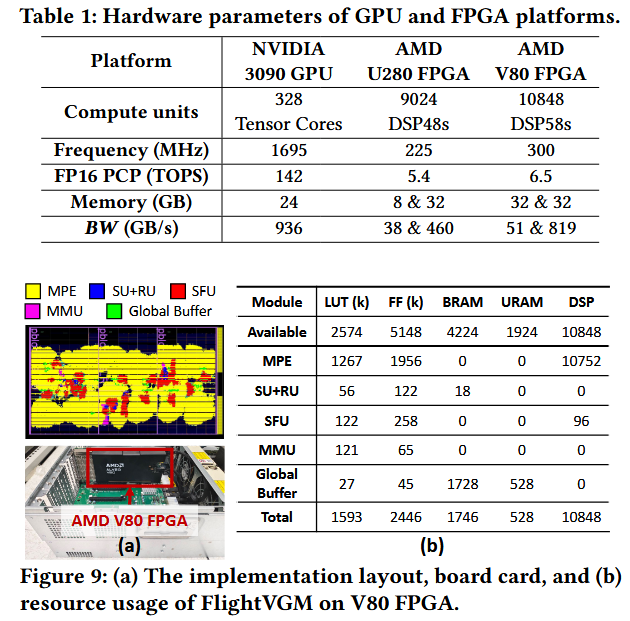 Table 1: Hardware parameters of GPU and FPGA platforms.
Platform NVIDIA 3090 GPU AMD U280 FPGA AMD V80 FPGA
Compute units 328 Tensor Cores 9024 DSP48s 10848 DSP58s
Frequency (MHz) 1695 225 300
FP16 PCP (TOPS) 142 5.4 6.5
Memory (GB) 24 8 & 32 32 & 32
BW (GB/s) 936 38 & 460 51 & 819
MPE SU+RU SFU
MMU Global Buffer
AMD V80 FPGA
(a)
Module LUT (k) FF (k) BRAM URAM DSP
Available 2574 5148 4224 1924 10848
MPE 1267 1956 0 0 10752
SU+RU 56 122 18 0 0
SFU 122 258 0 0 96
MMU 121 65 0 0 0
Global Buffer 27 45 1728 528 0
Total 1593 2446 1746 528 10848
(b)
Figure 9: (a) The implementation layout, board card, and (b)
resource usage of FlightVGM on V80 FPGA.